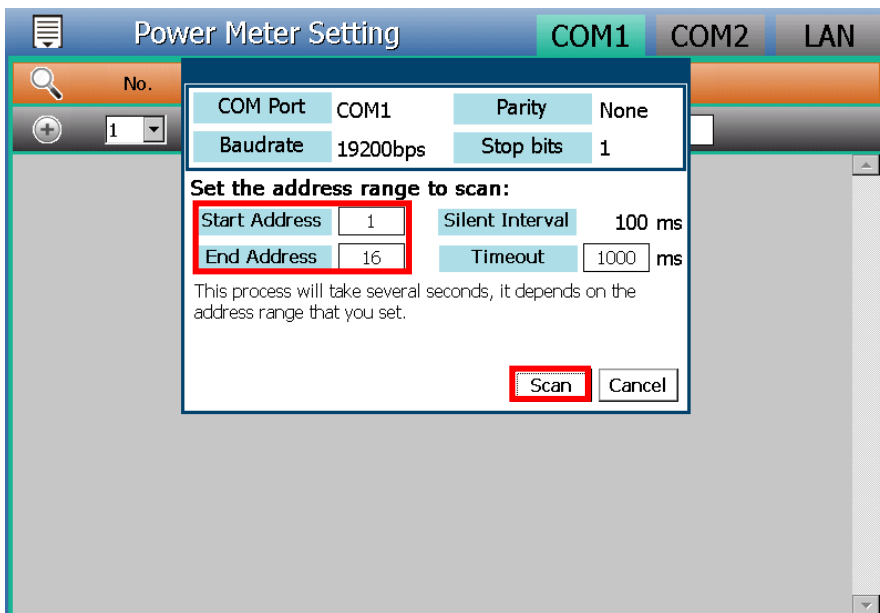 Power Meter Setting COM1 COM2 LAN
No.
1
COM Port COM1 Parity None
Baudrate 19200bps Stop bits 1
Set the address range to scan:
Start Address 1 Silent Interval 100 ms
End Address 16 Timeout 1000 ms
This process will take several seconds, it depends on the
address range that you set.
Scan Cancel